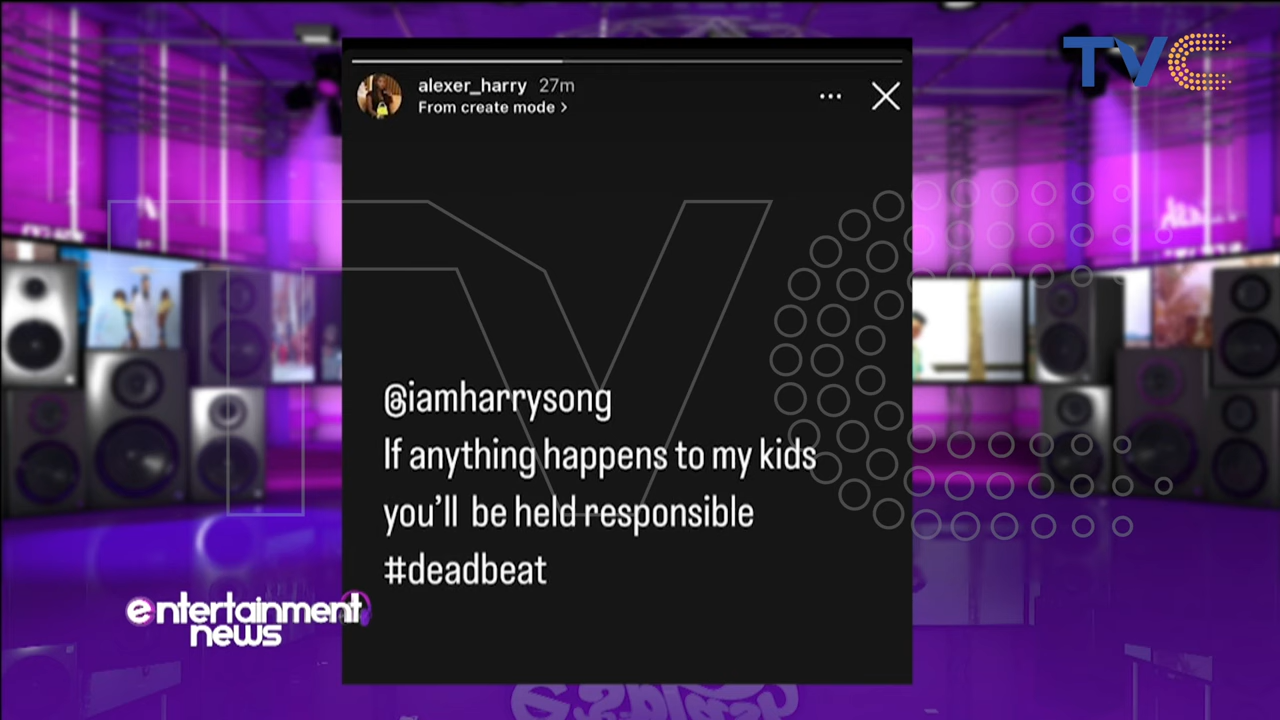 TVC
alexer_harry 27m
From create mode >
@iamharrysong
If anything happens to my kids
you'll be held responsible
#deadbeat
entertainment
news